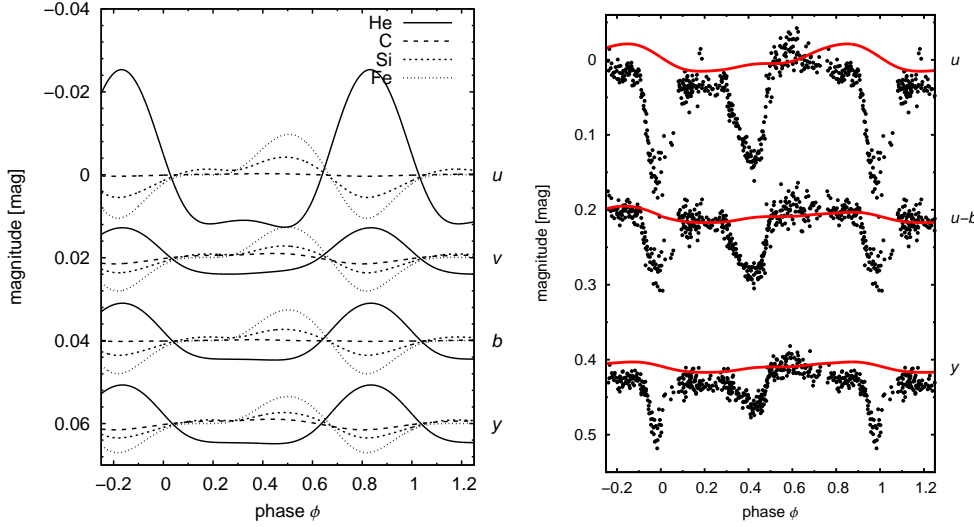 He
C
Si
Fe
−0.04
−0.02
0
0.02
0.04
0.06
magnitude [mag]
u
v
b
y
−0.2 0 0.2 0.4 0.6 0.8 1 1.2
phase ϕ
0
0.1
0.2
0.3
0.4
0.5
magnitude [mag]
u
u−b
y
−0.2 0 0.2 0.4 0.6 0.8 1 1.2
phase ϕ